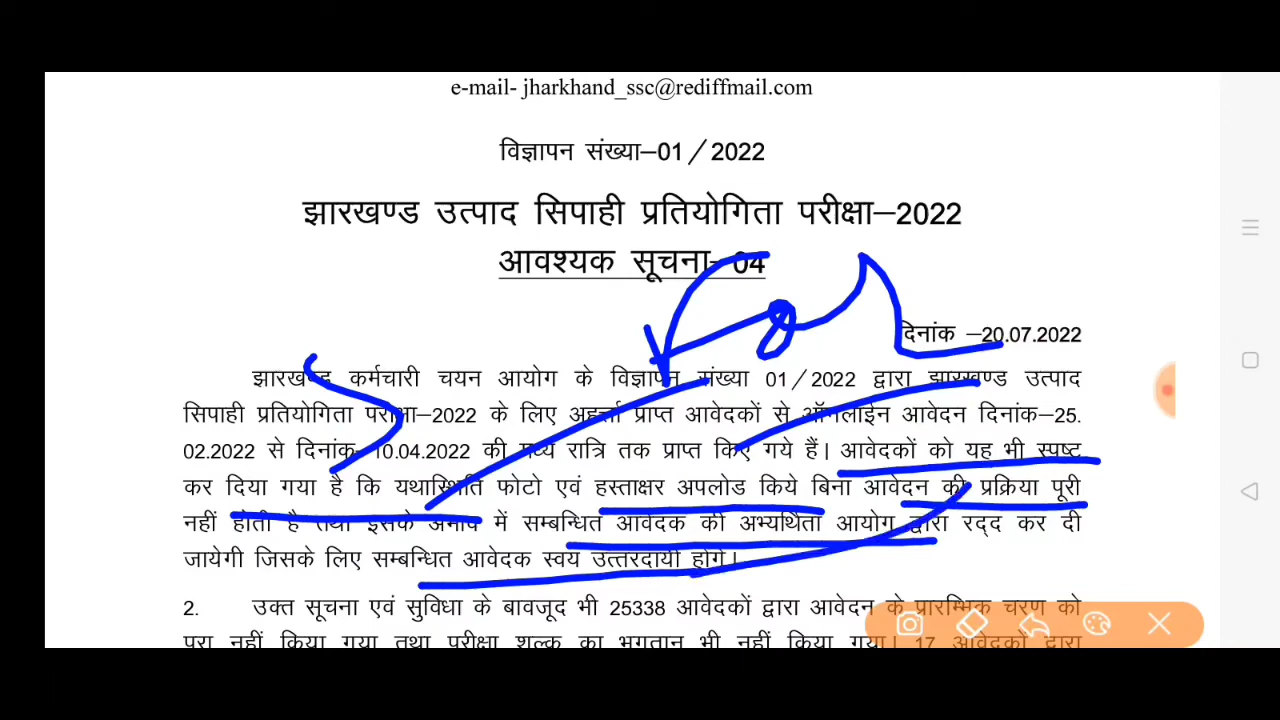 e-mail- jharkhand_ssc@rediffmail.com
विज्ञापन संख्या–01/2022
झारखण्ड उत्पाद सिपाही प्रतियोगिता परीक्षा–2022
आवश्यक सूचना–04
दिनांक –20.07.2022
झारखण्ड कर्मचारी चयन आयोग के विज्ञापन संख्या 01/2022 द्वारा झारखण्ड उत्पाद
सिपाही प्रतियोगिता परीक्षा–2022 के लिए अहर्त्ता प्राप्त आवेदकों से ऑनलाईन आवेदन दिनांक–25.
02.2022 से दिनांक–10.04.2022 की मध्य रात्रि तक प्राप्त किए गये हैं। आवेदकों को यह भी स्पष्ट
कर दिया गया है कि यथास्थिति फोटो एवं हस्ताक्षर अपलोड किये बिना आवेदन की प्रक्रिया पूरी
नहीं होती है तथा इसके अभाव में सम्बन्धित आवेदक की अभ्यर्थिता आयोग द्वारा रद्द कर दी
जायेगी जिसके लिए सम्बन्धित आवेदक स्वयं उत्तरदायी होंगे।
2. उक्त सूचना एवं सुविधा के बावजूद भी 25338 आवेदकों द्वारा आवेदन के प्रारम्भिक चरण को
पूरा नहीं किया गया तथा परीक्षा शुल्क का भुगतान भी नहीं किया गया। 17 आवेदकों द्वारा